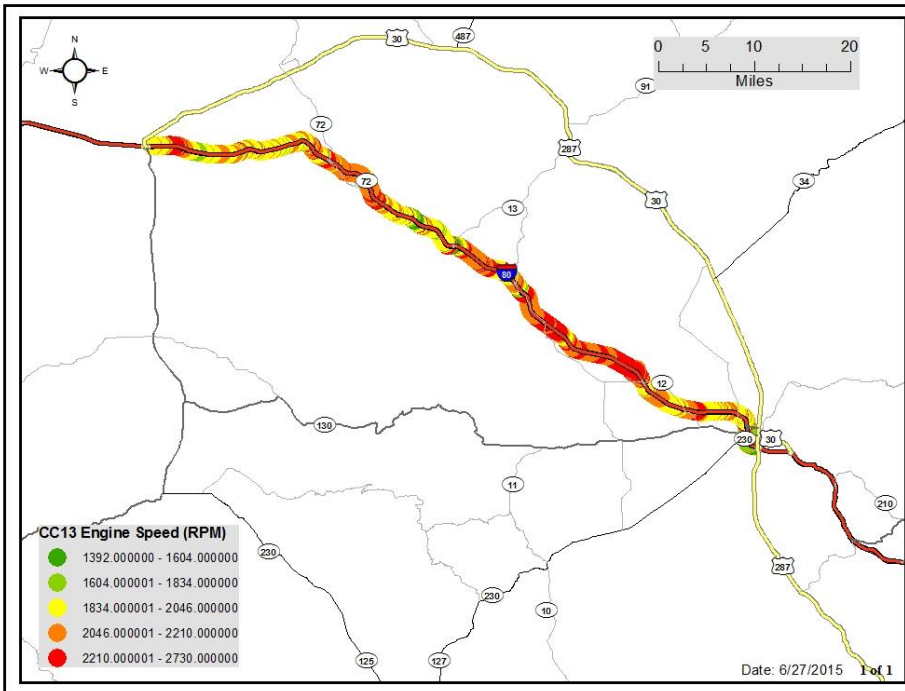 N
W E
S
0 5 10 20
Miles
30
487
91
72
287
34
72
13
30
80
12
230
30
130
11
210
230
287
230
10
125
127
CC13 Engine Speed (RPM)
1392.000000 - 1604.000000
1604.000001 - 1834.000000
1834.000001 - 2046.000000
2046.000001 - 2210.000000
2210.000001 - 2730.000000
Date: 6/27/2015 1 of 1